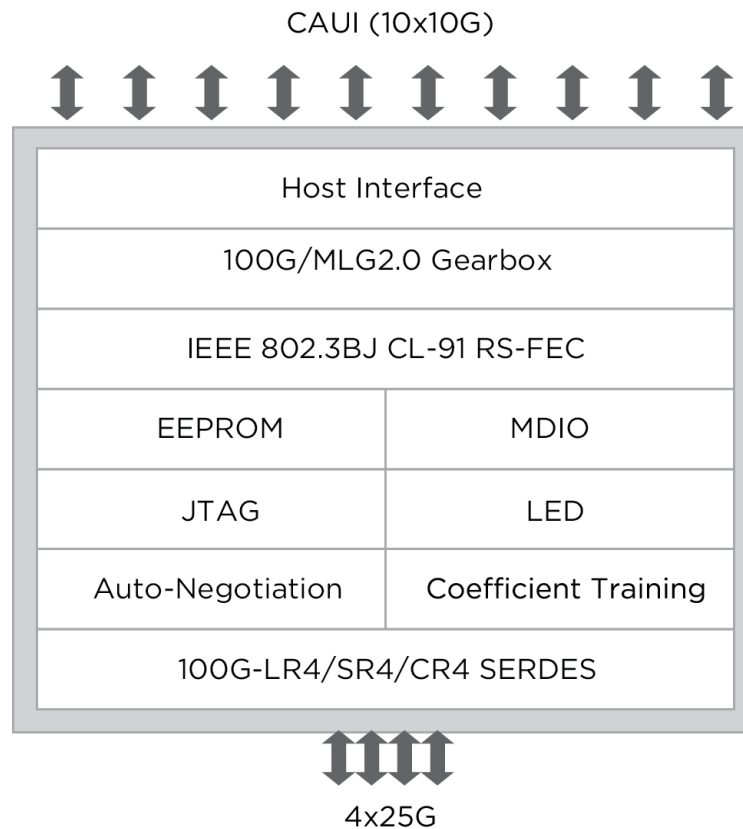 CAUI (10x10G)
Host Interface
100G/MLG2.0 Gearbox
IEEE 802.3BJ CL-91 RS-FEC
EEPROM
MDIO
JTAG
LED
Auto-Negotiation
Coefficient Training
100G-LR4/SR4/CR4 SERDES
4x25G